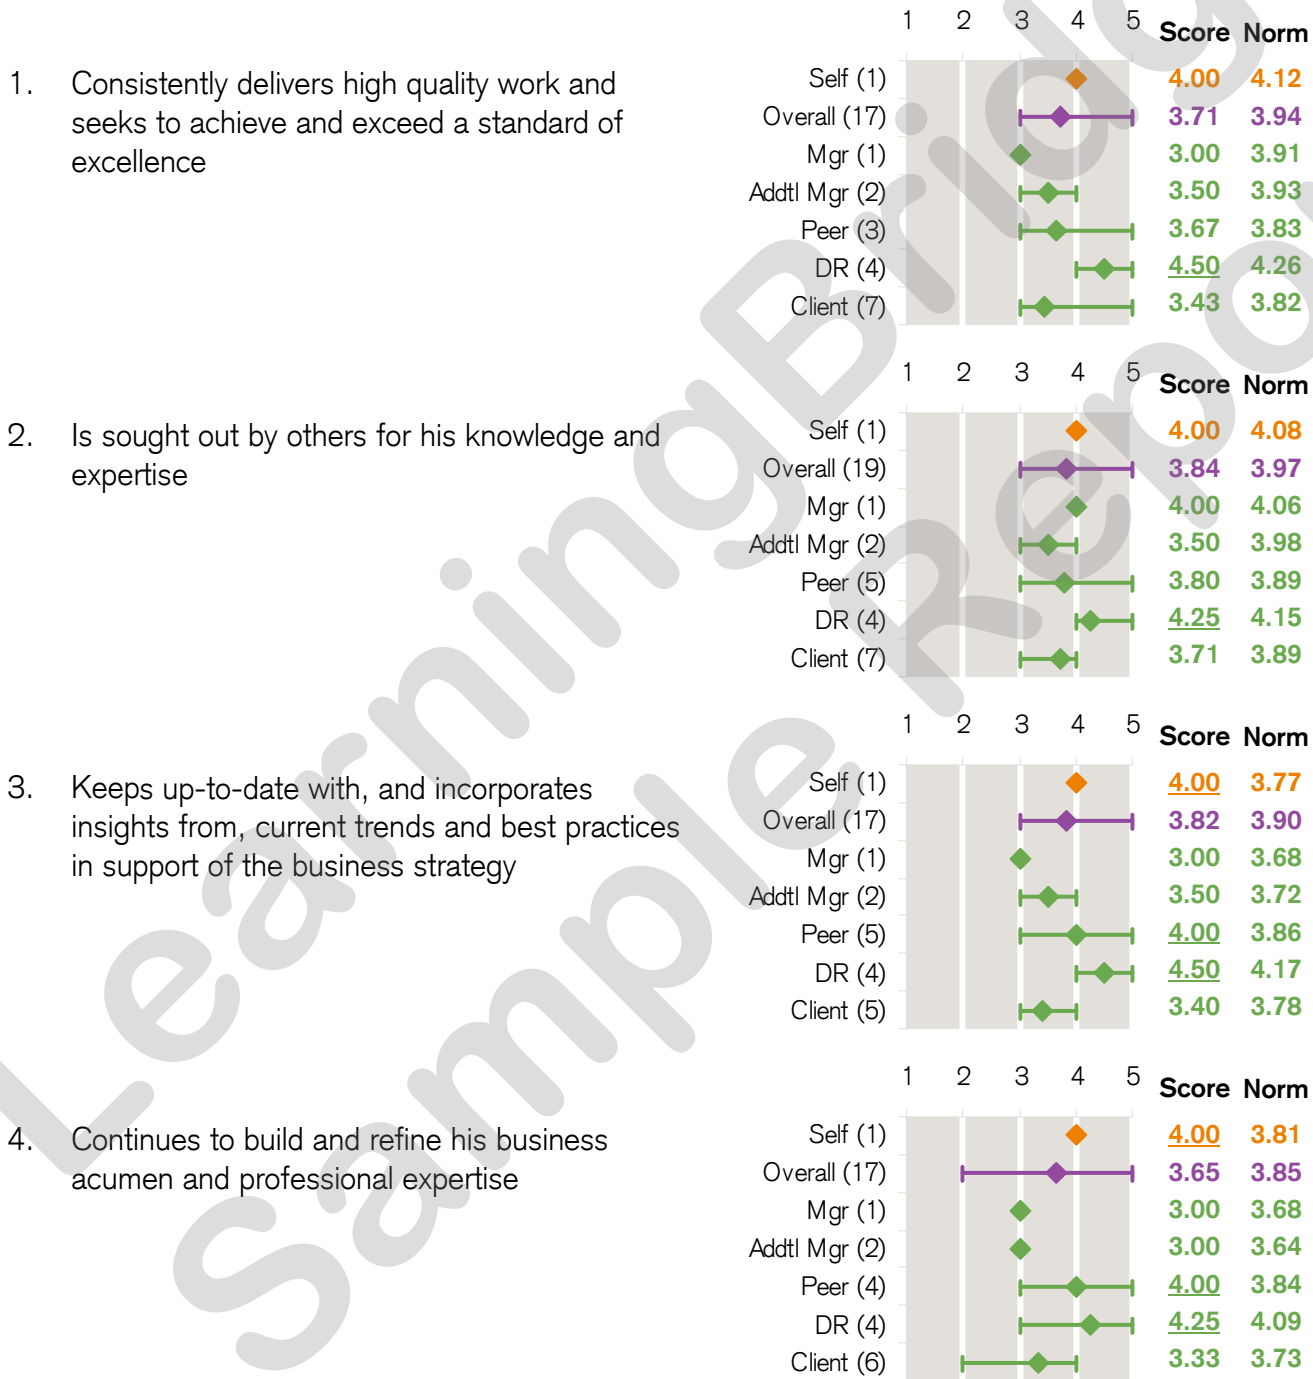 1 2 3 4 5 Score Norm
1. Consistently delivers high quality work and
seeks to achieve and exceed a standard of
excellence
Self (1) 4.00 4.12
Overall (17) 3.71 3.94
Mgr (1) 3.00 3.91
Addtl Mgr (2) 3.50 3.93
Peer (3) 3.67 3.83
DR (4) 4.50 4.26
Client (7) 3.43 3.82
1 2 3 4 5 Score Norm
2. Is sought out by others for his knowledge and
expertise
Self (1) 4.00 4.08
Overall (19) 3.84 3.97
Mgr (1) 4.00 4.06
Addtl Mgr (2) 3.50 3.98
Peer (5) 3.80 3.89
DR (4) 4.25 4.15
Client (7) 3.71 3.89
1 2 3 4 5 Score Norm
3. Keeps up-to-date with, and incorporates
insights from, current trends and best practices
in support of the business strategy
Self (1) 4.00 3.77
Overall (17) 3.82 3.90
Mgr (1) 3.00 3.68
Addtl Mgr (2) 3.50 3.72
Peer (5) 4.00 3.86
DR (4) 4.50 4.17
Client (5) 3.40 3.78
1 2 3 4 5 Score Norm
4. Continues to build and refine his business
acumen and professional expertise
Self (1) 4.00 3.81
Overall (17) 3.65 3.85
Mgr (1) 3.00 3.68
Addtl Mgr (2) 3.00 3.64
Peer (4) 4.00 3.84
DR (4) 4.25 4.09
Client (6) 3.33 3.73
LearningBridg
Sample Repo